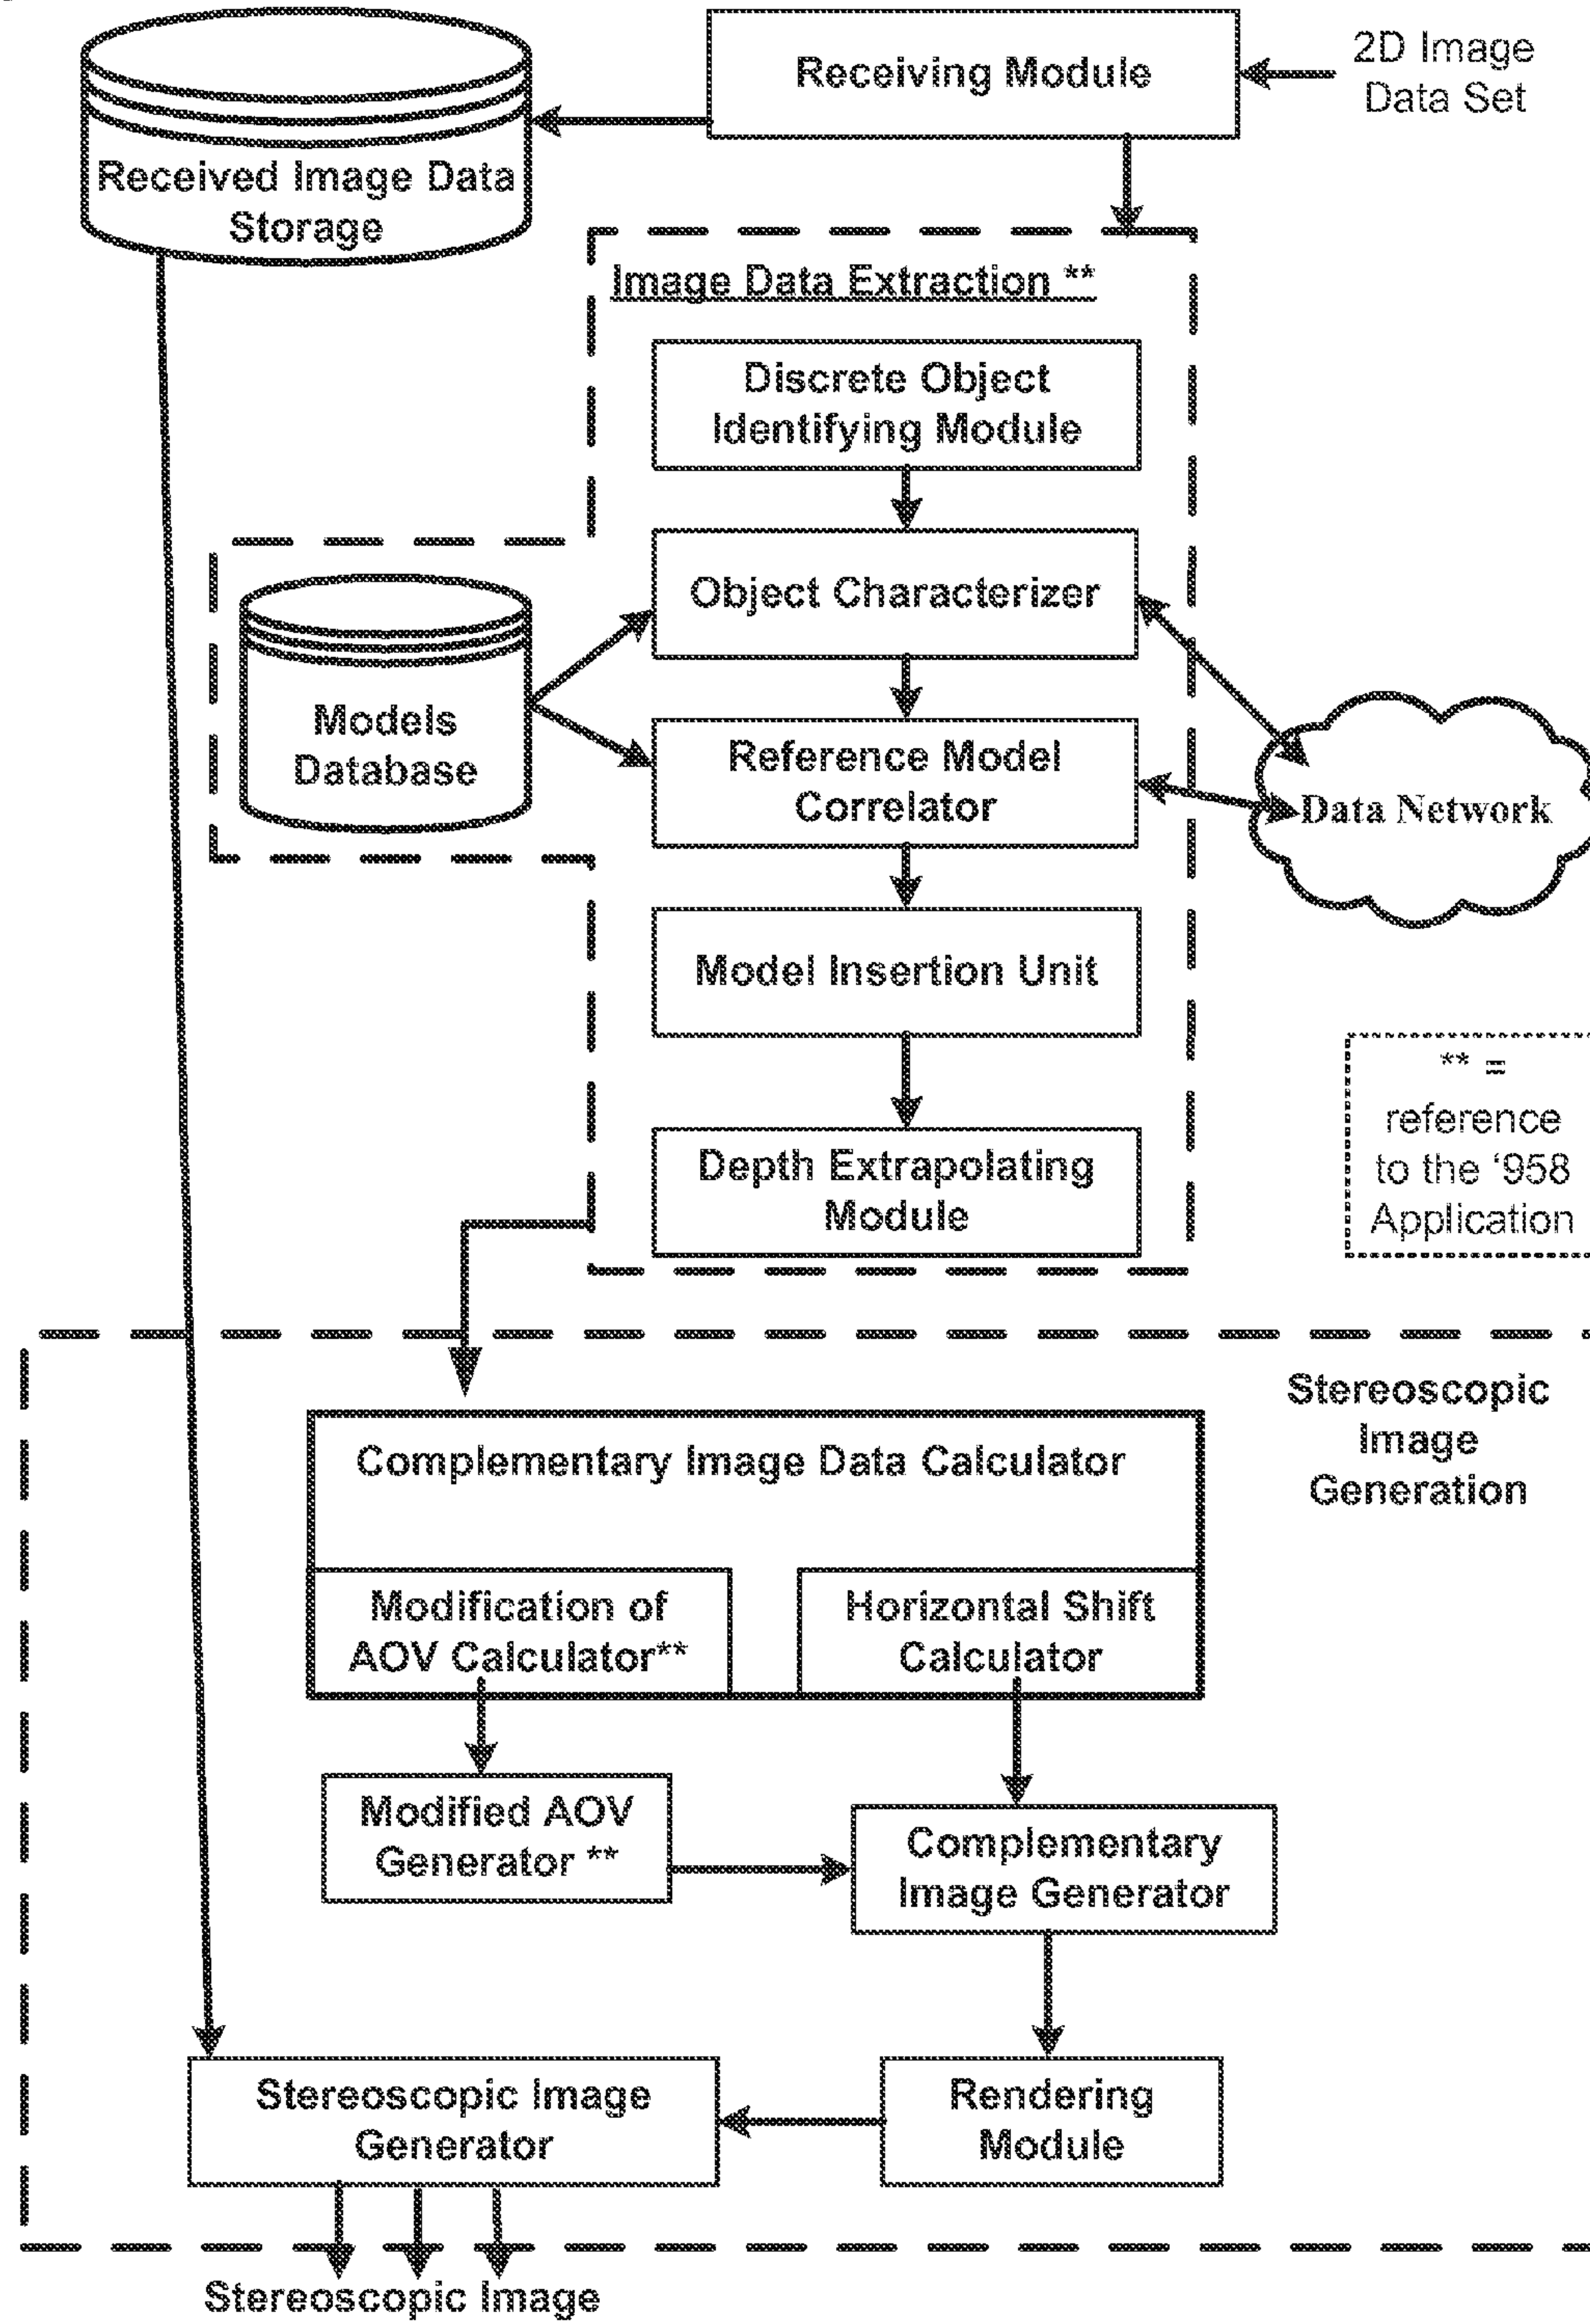 Receiving Module
2D Image
Data Set
Received Image Data
Storage
Image Data Extraction **
Discrete Object
Identifying Module
Object Characterizer
Models
Database
Reference Model
Correlator
Data Network
Model Insertion Unit
** =
reference
to the ‘958
Application
Depth Extrapolating
Module
Stereoscopic
Image
Generation
Complementary Image Data Calculator
Modification of
AOV Calculator**
Horizontal Shift
Calculator
Modified AOV
Generator **
Complementary
Image Generator
Stereoscopic Image
Generator
Rendering
Module
Stereoscopic Image